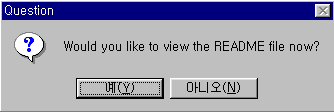 Question
Would you like to view the README file now?
예(Y)
아니오(N)